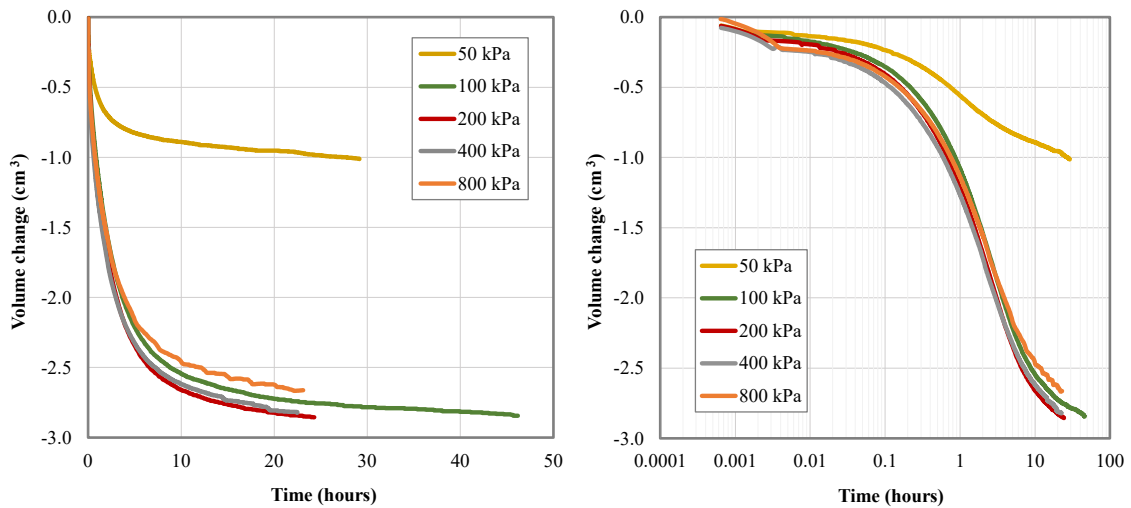 0.0
-0.5
-1.0
-1.5
-2.0
-2.5
-3.0
Volume change (cm³)
0 10 20 30 40 50
Time (hours)
50 kPa
100 kPa
200 kPa
400 kPa
800 kPa
0.0
-0.5
-1.0
-1.5
-2.0
-2.5
-3.0
Volume change (cm³)
0.0001 0.001 0.01 0.1 1 10 100
Time (hours)
50 kPa
100 kPa
200 kPa
400 kPa
800 kPa